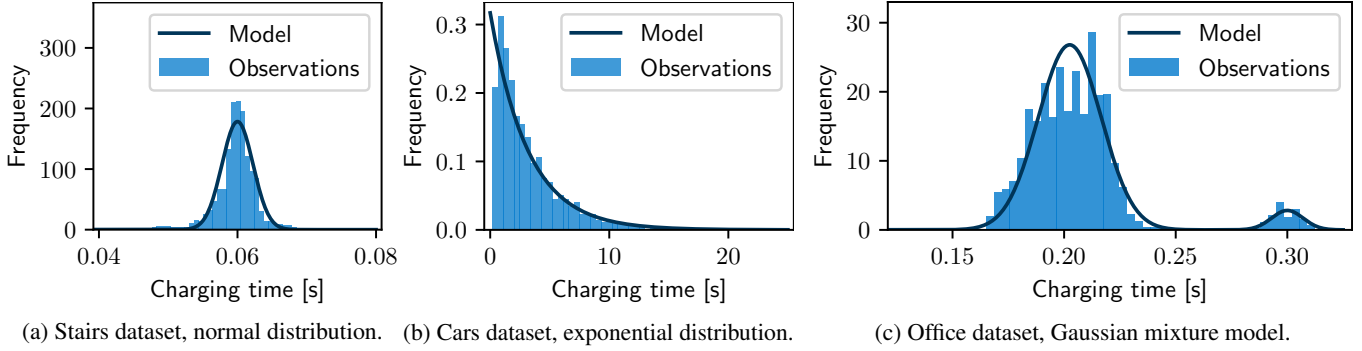 Frequency
300
200
100
0
0.04 0.06 0.08
Charging time [s]
Model
Observations
(a) Stairs dataset, normal distribution.
Frequency
0.3
0.2
0.1
0.0
0 10 20
Charging time [s]
Model
Observations
(b) Cars dataset, exponential distribution.
Frequency
30
20
10
0
0.15 0.20 0.25 0.30
Charging time [s]
Model
Observations
(c) Office dataset, Gaussian mixture model.